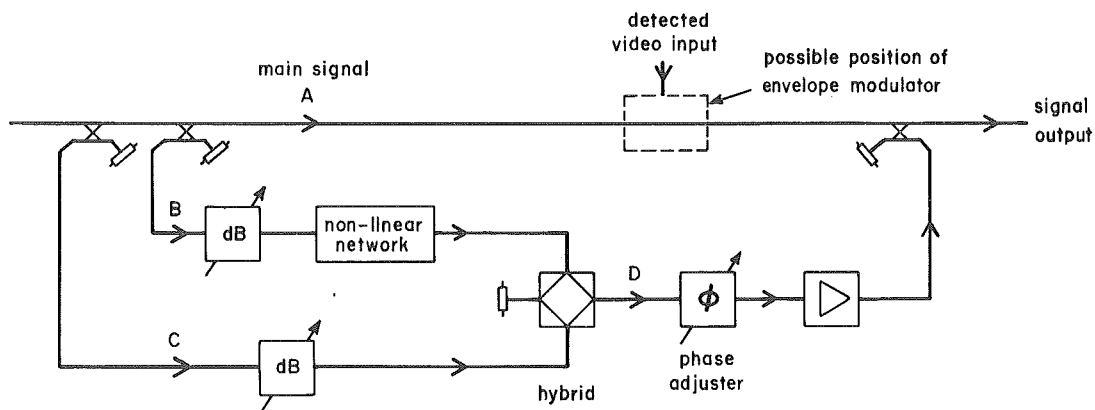 detected
video input
possible position of
envelope modulator
main signal
A
signal
output
B
dB
non-linear
network
D
ϕ
C
dB
hybrid
phase
adjuster